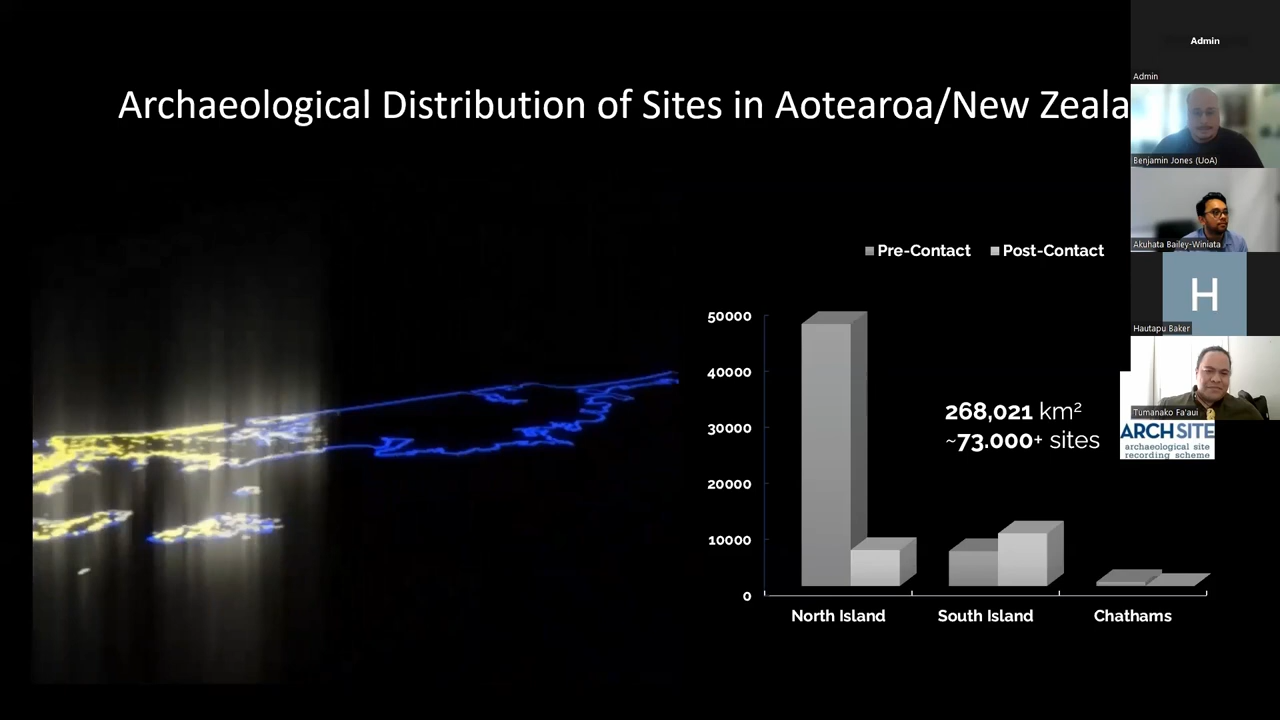 Archaeological Distribution of Sites in Aotearoa/New Zeala
Pre-Contact
Post-Contact
50000
40000
30000
20000
10000
0
268,021 km²
~73.000+ sites
North Island
South Island
Chathams
Admin
Admin
Benjamin Jones (UoA)
Akuhata Bailey-Winiata
H
Hautapu Baker
Tumanako Fa'aui
ARCHSITE
archaeological site
recording scheme